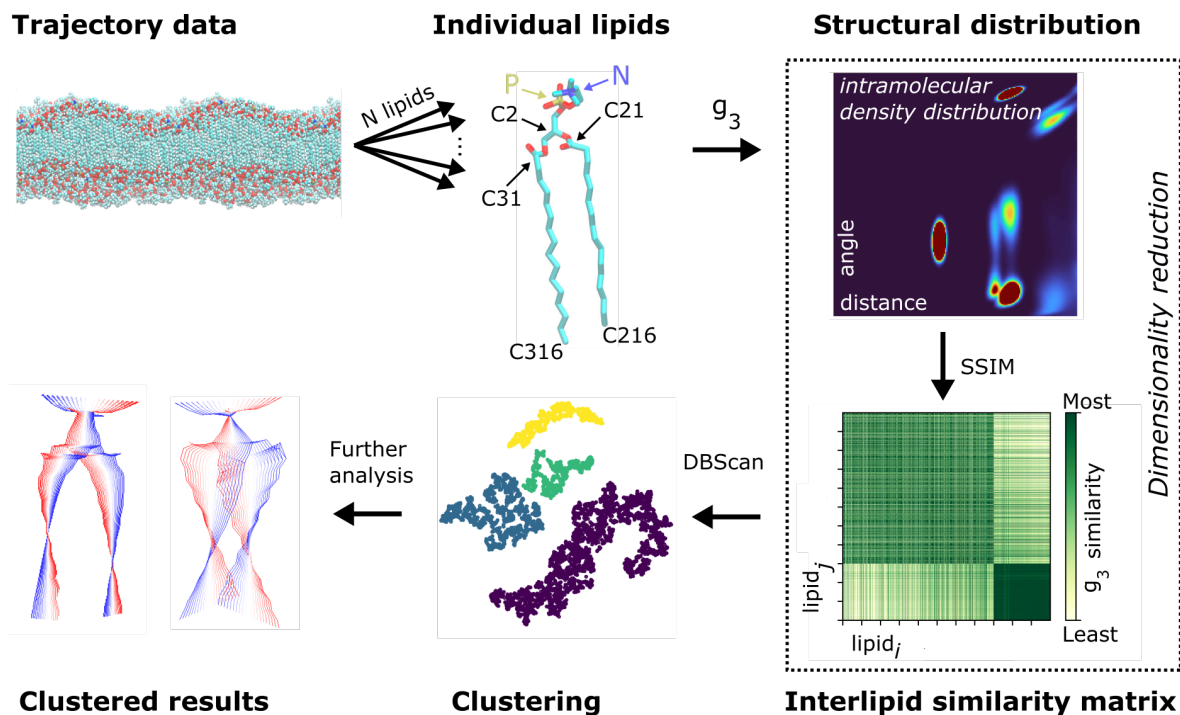 Trajectory data
Individual lipids
Structural distribution
N lipids
...
P
N
C2
C21
C31
C316
C216
g3
intramolecular
density distribution
angle
distance
Dimensionality reduction
SSIM
Most
g3 similarity
Least
lipidj
lipidi
DBScan
Further
analysis
Clustered results
Clustering
Interlipid similarity matrix